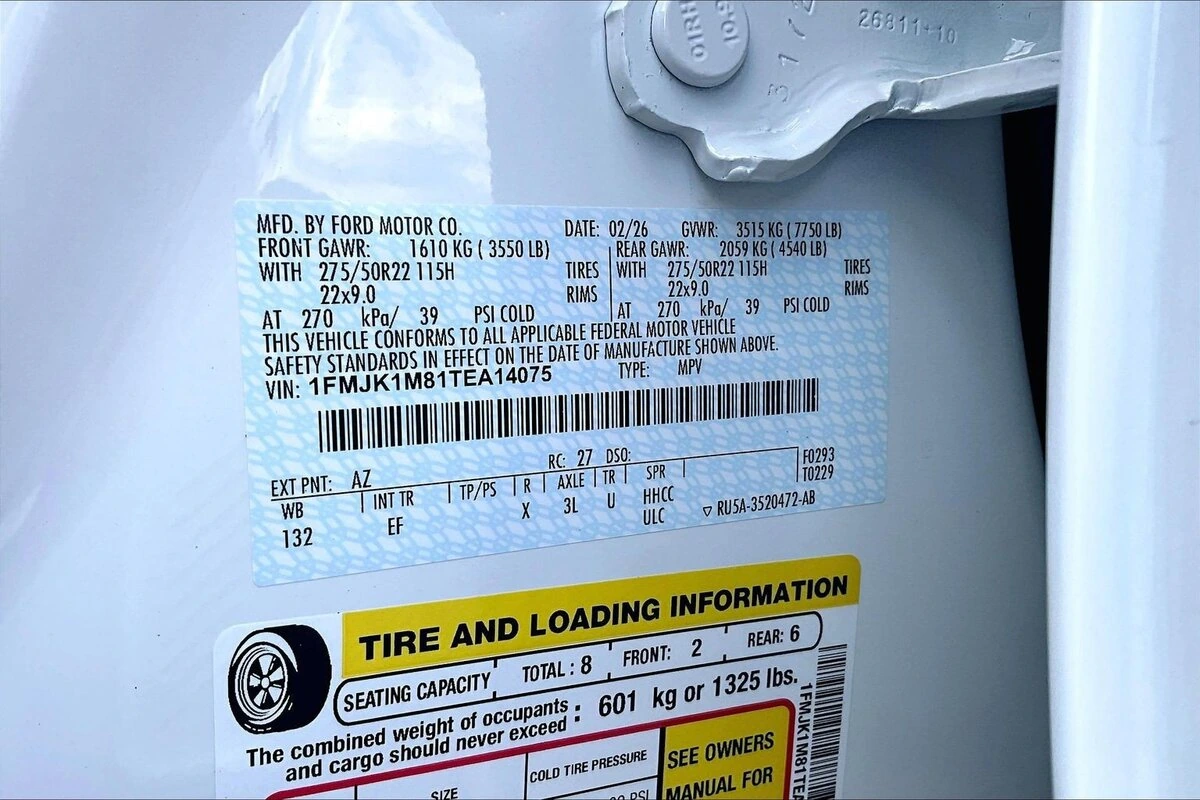 26811-10
MFD. BY FORD MOTOR CO. DATE: 02/26 GVWR: 3515 KG ( 7750 LB)
FRONT GAWR: 1610 KG ( 3550 LB) REAR GAWR: 2059 KG ( 4540 LB)
WITH 275/50R22 115H TIRES WITH 275/50R22 115H TIRES
22x9.0 RIMS 22x9.0 RIMS
AT 270 kPa/ 39 PSI COLD AT 270 kPa/ 39 PSI COLD
THIS VEHICLE CONFORMS TO ALL APPLICABLE FEDERAL MOTOR VEHICLE
SAFETY STANDARDS IN EFFECT ON THE DATE OF MANUFACTURE SHOWN ABOVE.
VIN: 1FMJK1M81TEA14075 TYPE: MPV
EXT PNT: AZ RC: 27 DSO: F0293
WB INT TR TP/PS R AXLE TR SPR T0229
132 EF X 3L U HHCC ▽ RU5A-3520472-AB
ULC
TIRE AND LOADING INFORMATION
SEATING CAPACITY TOTAL : 8 FRONT: 2 REAR: 6
The combined weight of occupants : 601 kg or 1325 lbs.
and cargo should never exceed
SIZE COLD TIRE PRESSURE SEE OWNERS
PSI MANUAL FOR
1FMJK1M81TEA